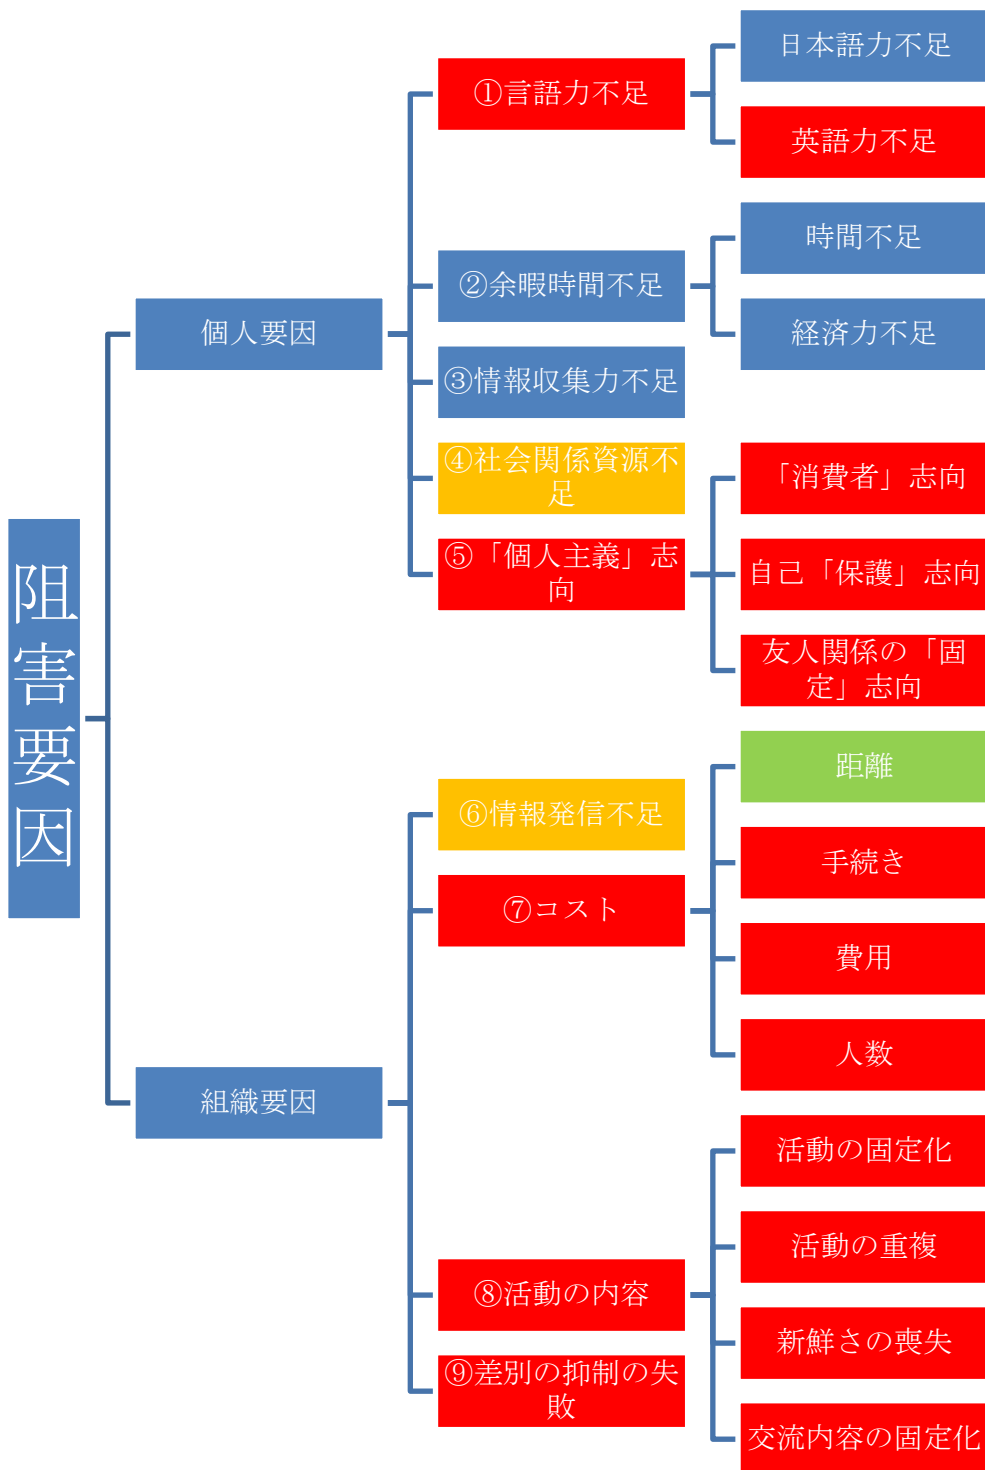 阻害要因
個人要因
①言語力不足
日本語力不足
英語力不足
②余暇時間不足
時間不足
経済力不足
③情報収集力不足
④社会関係資源不
足
⑤「個人主義」志
向
「消費者」志向
自己「保護」志向
友人関係の「固
定」志向
組織要因
⑥情報発信不足
⑦コスト
距離
手続き
費用
人数
⑧活動の内容
活動の固定化
活動の重複
新鮮さの喪失
交流内容の固定化
⑨差別の抑制の失
敗